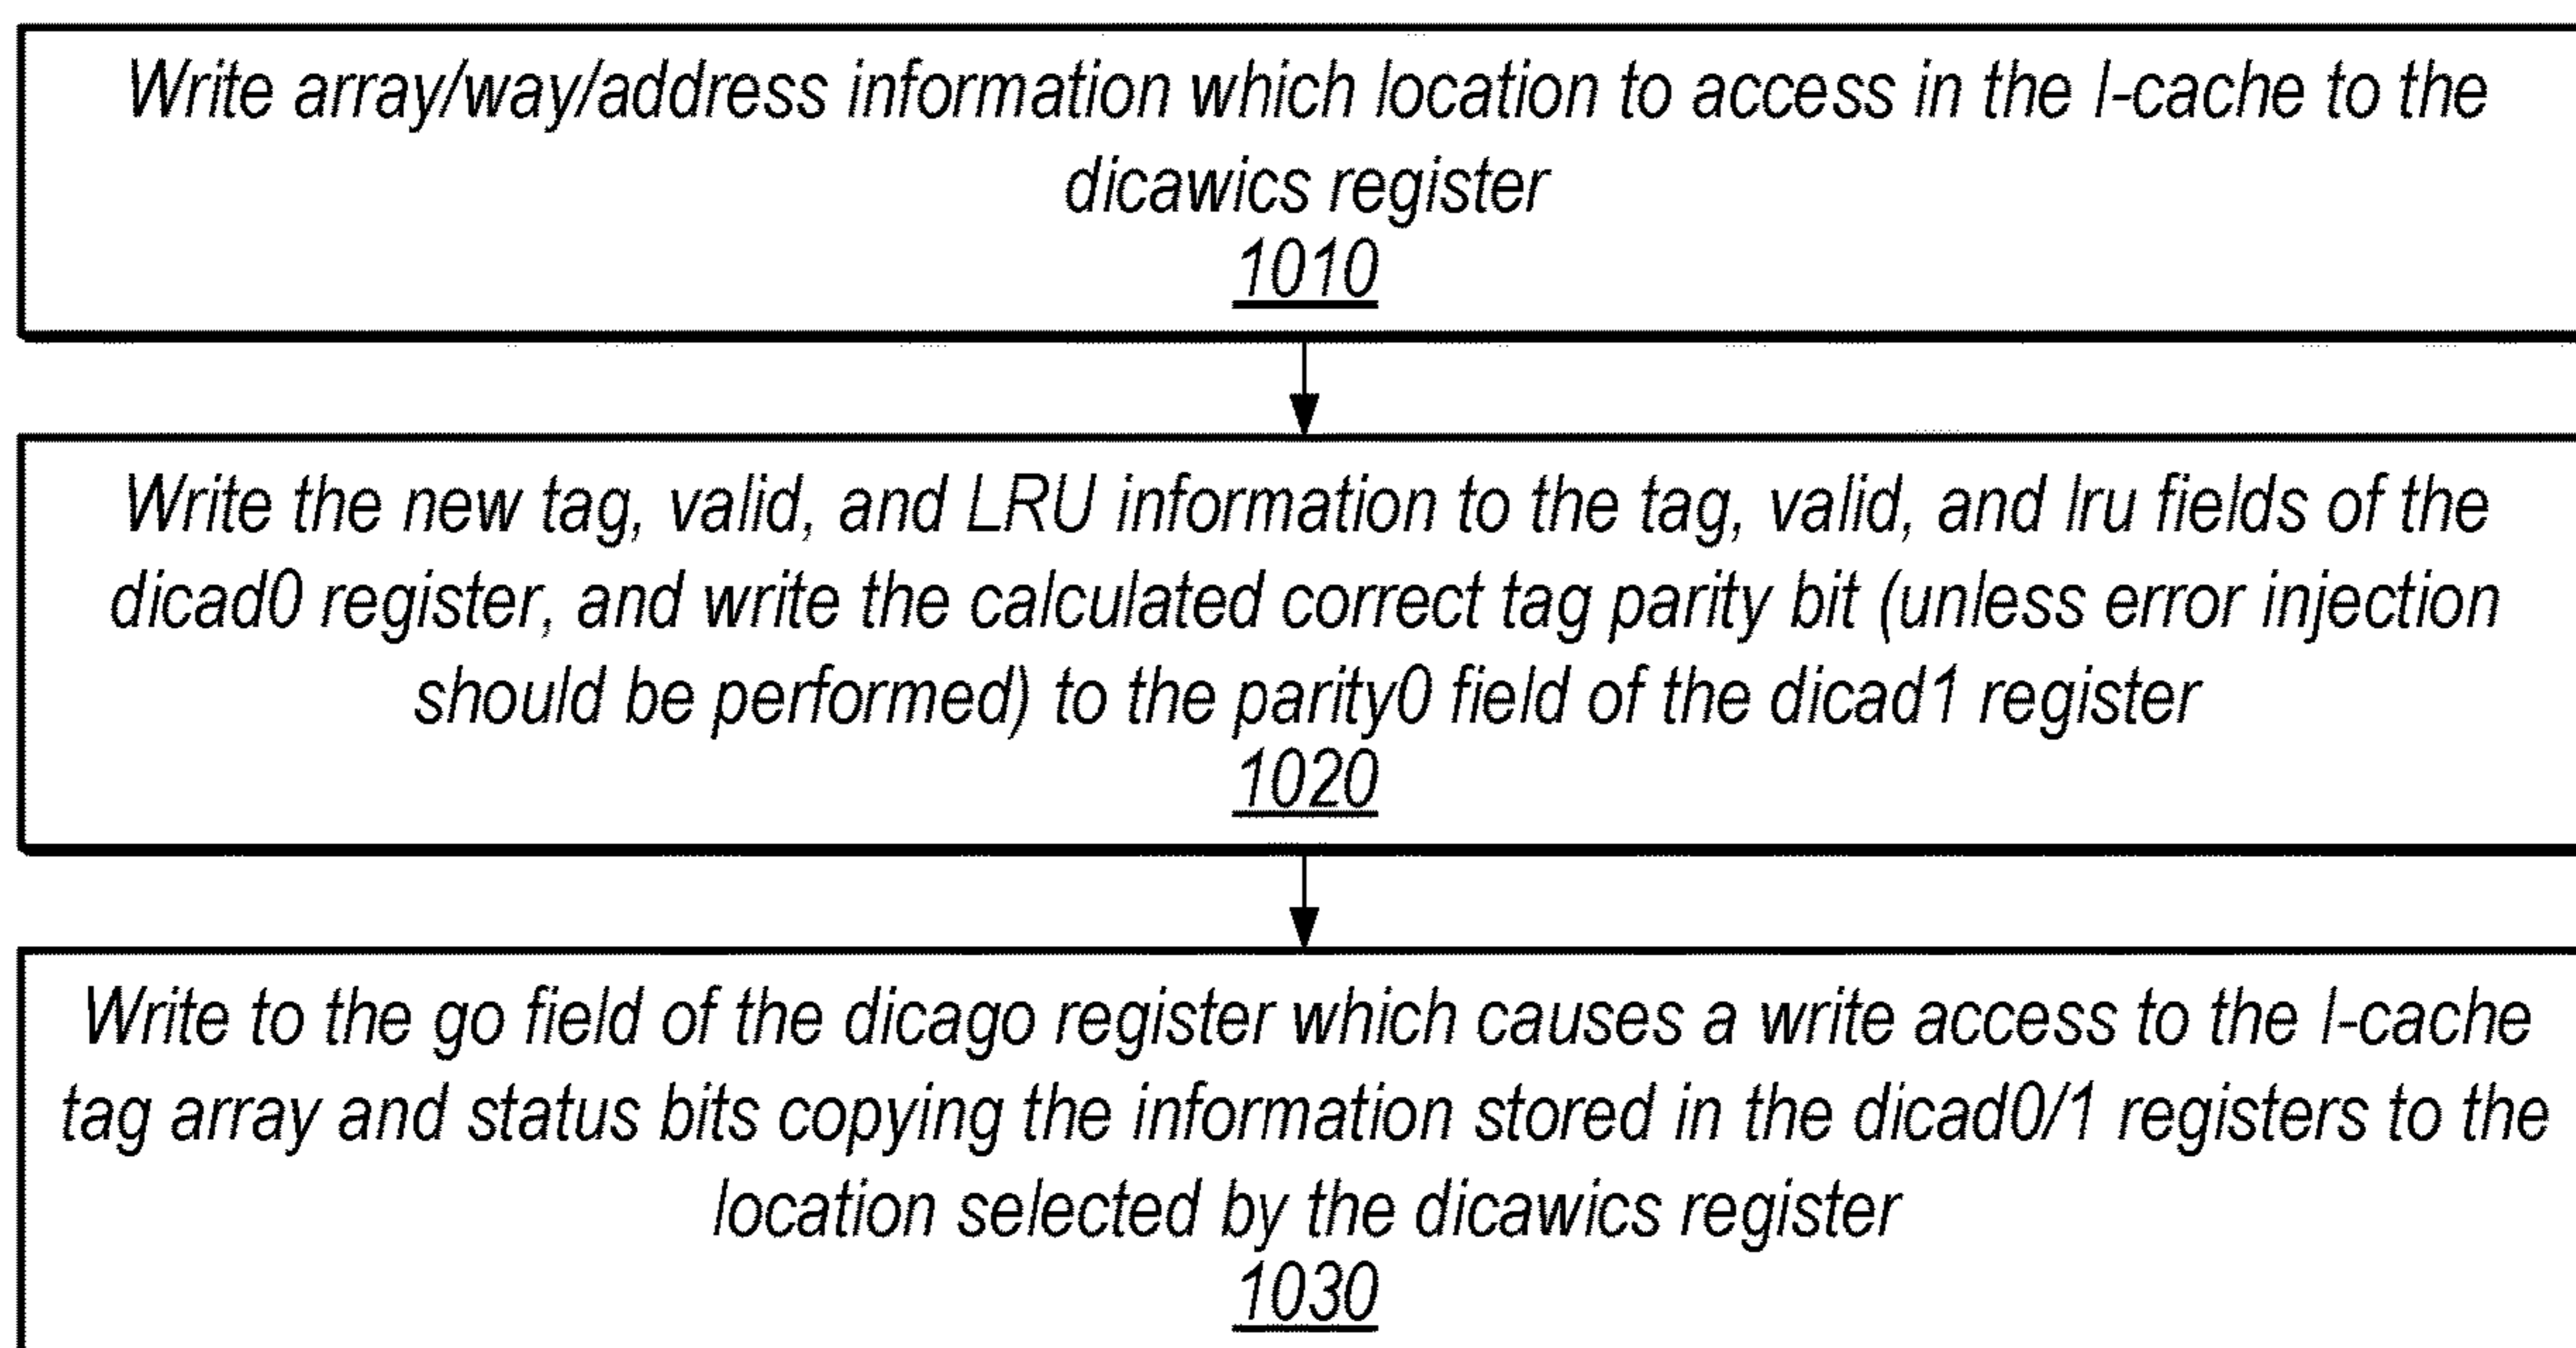 Write array/way/address information which location to access in the I-cache to the
dicawics register
1010
Write the new tag, valid, and LRU information to the tag, valid, and lru fields of the
dicad0 register, and write the calculated correct tag parity bit (unless error injection
should be performed) to the parity0 field of the dicad1 register
1020
Write to the go field of the dicago register which causes a write access to the I-cache
tag array and status bits copying the information stored in the dicad0/1 registers to the
location selected by the dicawics register
1030